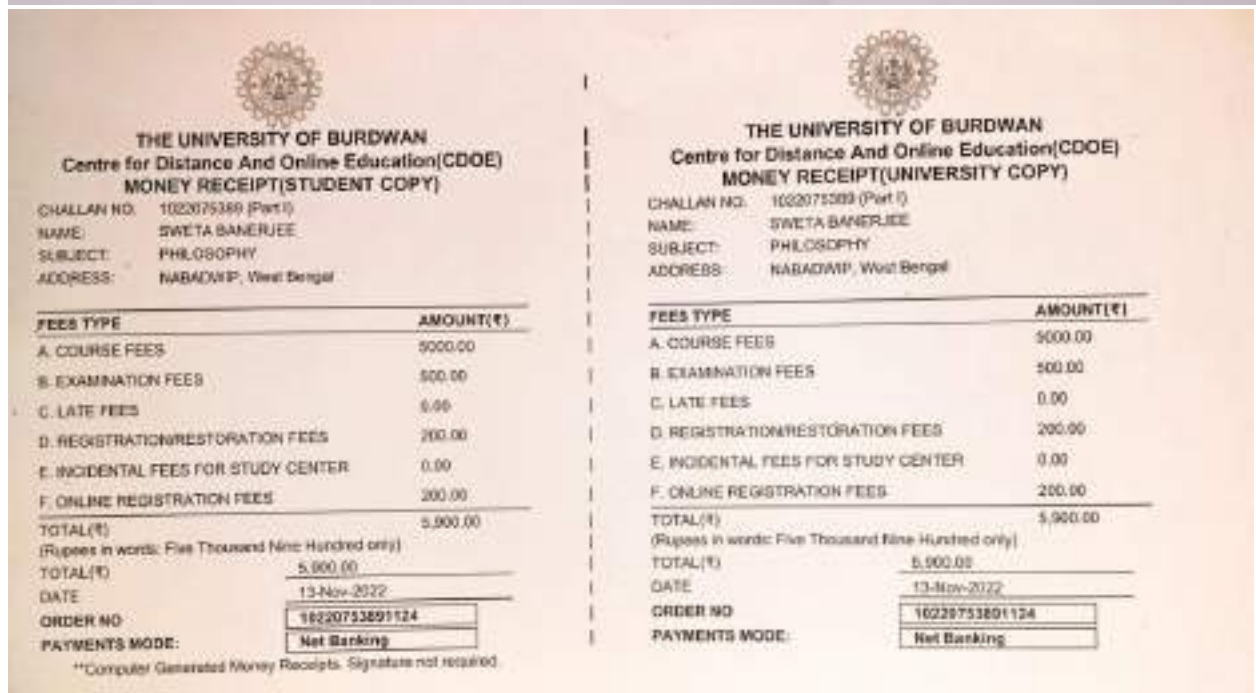 THE UNIVERSITY OF BURDWAN
Centre for Distance And Online Education(CDOE)
MONEY RECEIPT(STUDENT COPY)
CHALLAN NO. 1022075389 (Part I)
NAME: SWETA BANERJEE
SUBJECT: PHILOSOPHY
ADDRESS: NABADWIP, West Bengal
FEES TYPE AMOUNT(₹)
A. COURSE FEES 5000.00
B. EXAMINATION FEES 500.00
C. LATE FEES 0.00
D. REGISTRATION/RESTORATION FEES 200.00
E. INCIDENTAL FEES FOR STUDY CENTER 0.00
F. ONLINE REGISTRATION FEES 200.00
TOTAL(₹) 5,900.00
(Rupees in words: Five Thousand Nine Hundred only)
TOTAL(₹) 5,900.00
DATE 13-Nov-2022
ORDER NO 10220753891124
PAYMENTS MODE: Net Banking
**Computer Generated Money Receipts. Signature not required.
THE UNIVERSITY OF BURDWAN
Centre for Distance And Online Education(CDOE)
MONEY RECEIPT(UNIVERSITY COPY)
CHALLAN NO. 1022075389 (Part I)
NAME: SWETA BANERJEE
SUBJECT: PHILOSOPHY
ADDRESS: NABADWIP, West Bengal
FEES TYPE AMOUNT(₹)
A. COURSE FEES 5000.00
B. EXAMINATION FEES 500.00
C. LATE FEES 0.00
D. REGISTRATION/RESTORATION FEES 200.00
E. INCIDENTAL FEES FOR STUDY CENTER 0.00
F. ONLINE REGISTRATION FEES 200.00
TOTAL(₹) 5,900.00
(Rupees in words: Five Thousand Nine Hundred only)
TOTAL(₹) 5,900.00
DATE 13-Nov-2022
ORDER NO 10220753891124
PAYMENTS MODE: Net Banking